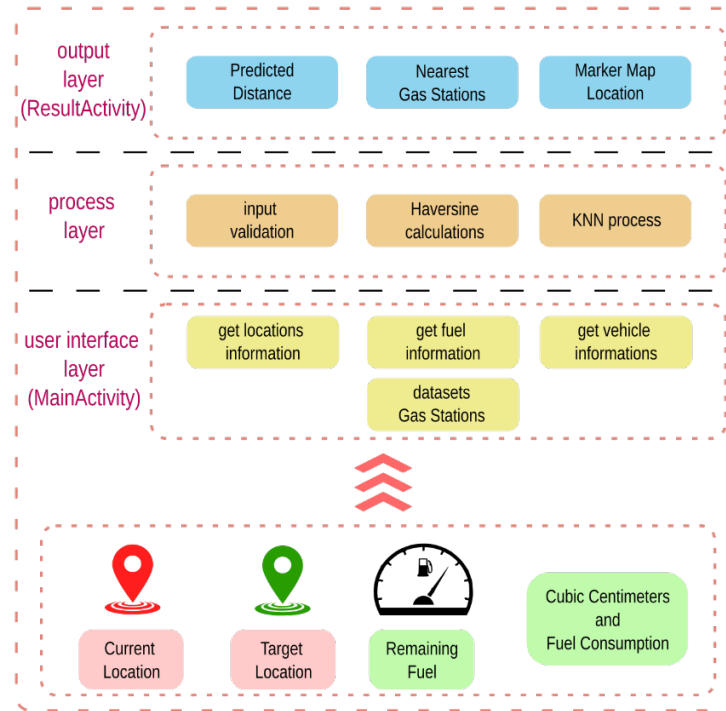 output
layer
(ResultActivity)
Predicted
Distance
Nearest
Gas Stations
Marker Map
Location
process
layer
input
validation
Haversine
calculations
KNN process
user interface
layer
(MainActivity)
get locations
information
get fuel
information
get vehicle
informations
datasets
Gas Stations
Current
Location
Target
Location
Remaining
Fuel
Cubic Centimeters
and
Fuel Consumption